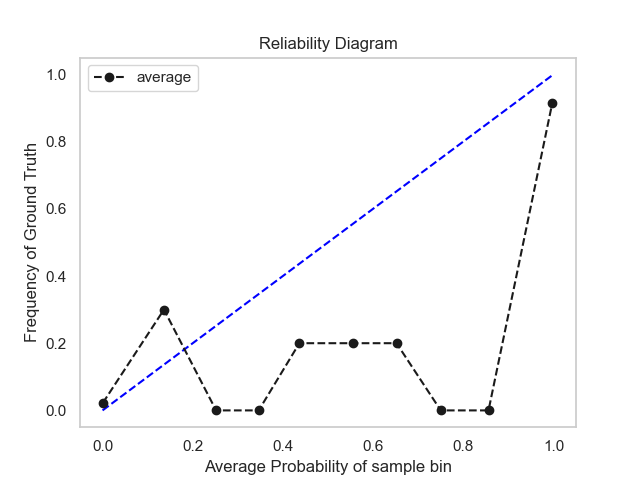 Reliability Diagram
average
1.0
0.8
0.6
0.4
0.2
0.0
Frequency of Ground Truth
0.0 0.2 0.4 0.6 0.8 1.0
Average Probability of sample bin